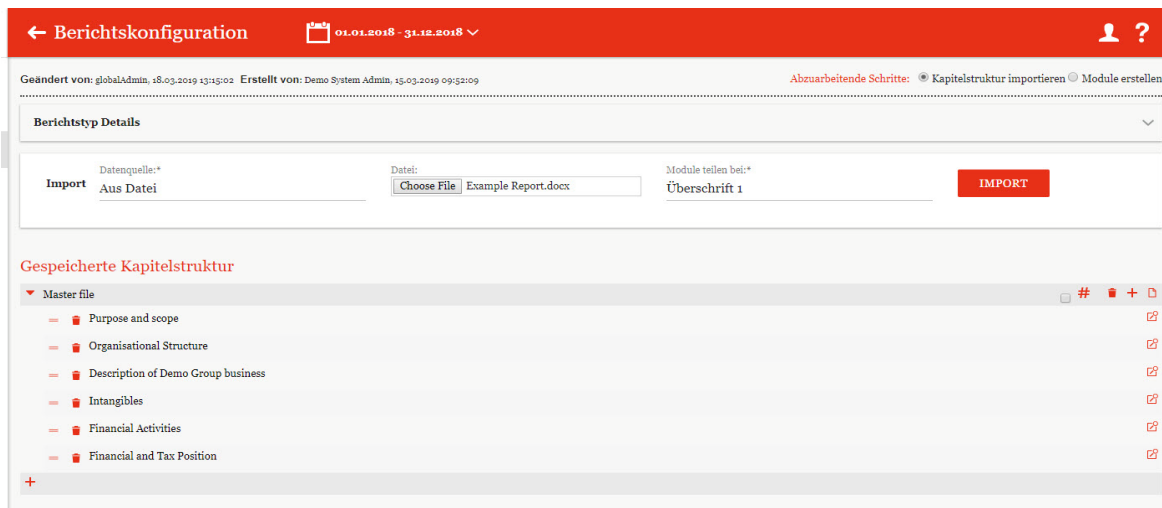 Berichtskonfiguration 01.01.2018 - 31.12.2018 ?
Geändert von: globalAdmin, 18.03.2019 13:15:02 Erstellt von: Demo System Admin, 15.03.2019 09:52:09 Abzuarbeitende Schritte: Kapitelstruktur importieren Module erstellen
Berichtstyp Details
Datenquelle:* Datei: Module teilen bei:*
Import Aus Datei Choose File Example Report.docx Überschrift 1 IMPORT
Gespeicherte Kapitelstruktur
Master file #
Purpose and scope
Organisational Structure
Description of Demo Group business
Intangibles
Financial Activities
Financial and Tax Position